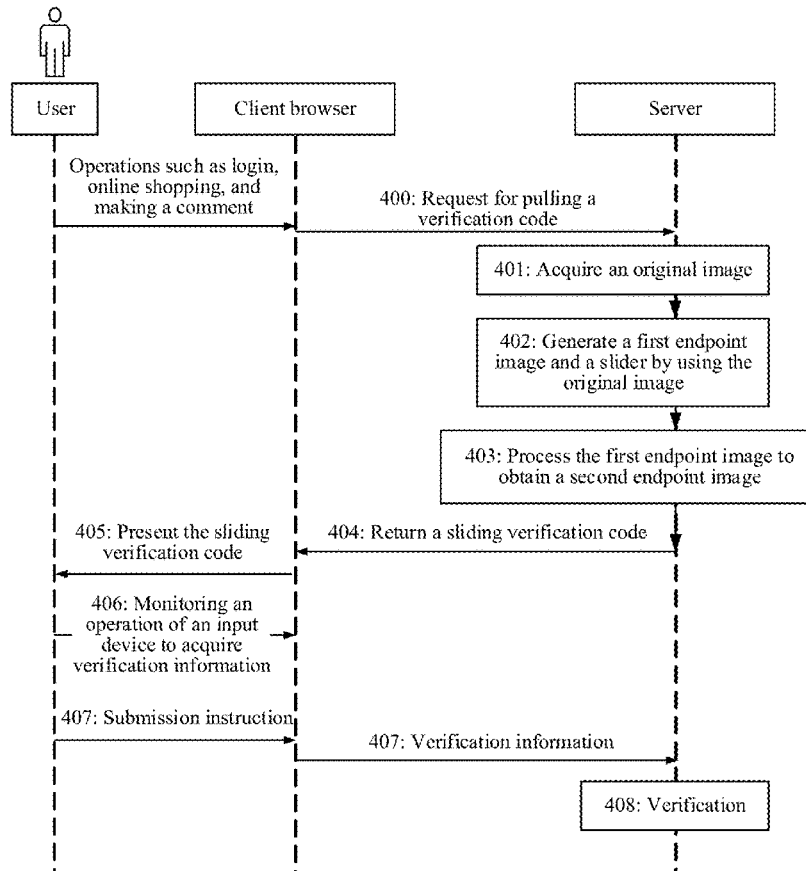 User
Client browser
Server
Operations such as login,
online shopping, and
making a comment
400: Request for pulling a
verification code
401: Acquire an original image
402: Generate a first endpoint
image and a slider by using the
original image
403: Process the first endpoint image to
obtain a second endpoint image
404: Return a sliding verification code
405: Present the sliding
verification code
406: Monitoring an
operation of an input
device to acquire
verification information
407: Submission instruction
407: Verification information
408: Verification